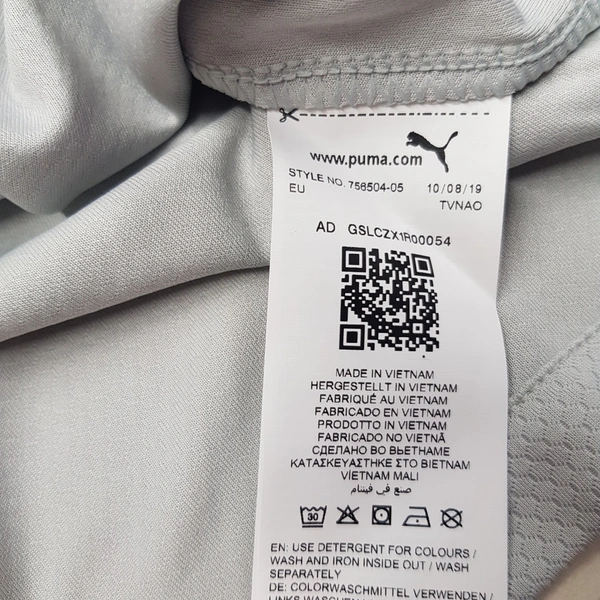 www.puma.com
STYLE NO. 756504-05 10/08/19
EU TVNAO
AD GSLCZX1R00054
MADE IN VIETNAM
HERGESTELLT IN VIETNAM
FABRIQUÉ AU VIETNAM
FABRICADO EN VIETNAM
PRODOTTO IN VIETNAM
FABRICADO NO VIETNÃ
СДЕЛАНО ВО ВЬЕТНАМЕ
ΚΑΤΑΣΚΕΥΑΣΤΗΚΕ ΣΤΟ ΒΙΕΤΝΑΜ
VİETNAM MALI
صنع في فيتنام
30
EN: USE DETERGENT FOR COLOURS /
WASH AND IRON INSIDE OUT / WASH
SEPARATELY
DE: COLORWASCHMITTEL VERWENDEN /